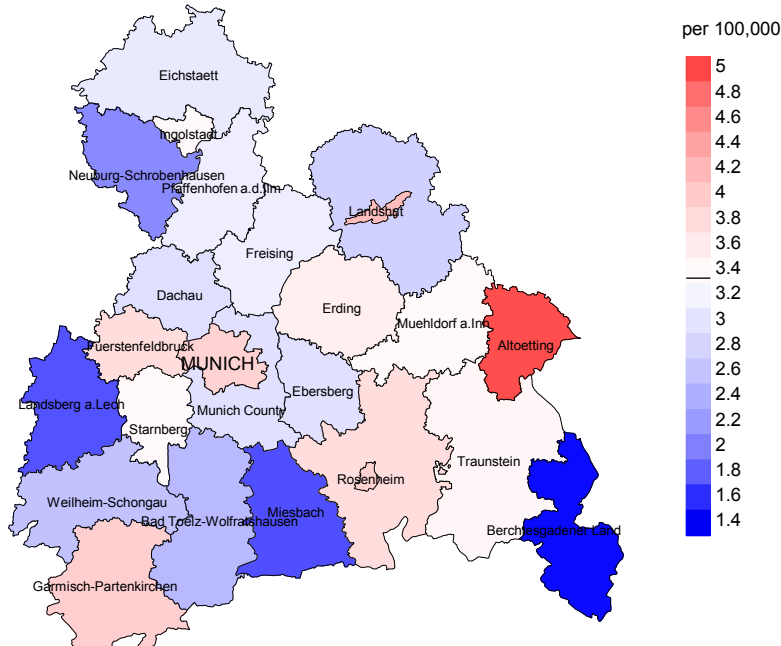 per 100,000
5
4.8
4.6
4.4
4.2
4
3.8
3.6
3.4
3.2
3
2.8
2.6
2.4
2.2
2
1.8
1.6
1.4
Eichstaett
Ingolstadt
Neuburg-Schrobenhausen
Pfaffenhofen a.d.Ilm
Landshut
Freising
Dachau
Erding
Muehldorf a.Inn
Altoetting
Fuerstenfeldbruck
MUNICH
Ebersberg
Landsberg a.Lech
Munich County
Starnberg
Traunstein
Rosenheim
Weilheim-Schongau
Miesbach
Bad Toelz-Wolfratshausen
Berchtesgadener Land
Garmisch-Partenkirchen